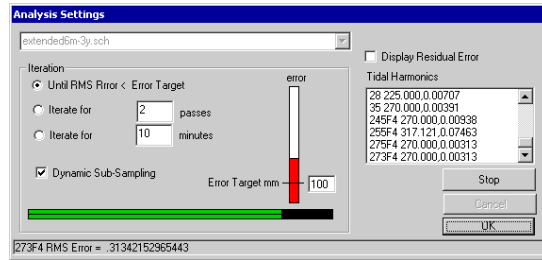 Analysis Settings
extended6m-3y.sch
Display Residual Error
Iteration
Until RMS Rrror < Error Target
Iterate for 2 passes
Iterate for 10 minutes
Dynamic Sub-Sampling
error
Error Target mm 100
Tidal Harmonics
28 225.000,0.00707
35 270.000,0.00391
245F4 270.000,0.00938
255F4 317.121,0.07463
275F4 270.000,0.00313
273F4 270.000,0.00313
Stop
Cancel
UK
273F4 RMS Error = .31342152965443